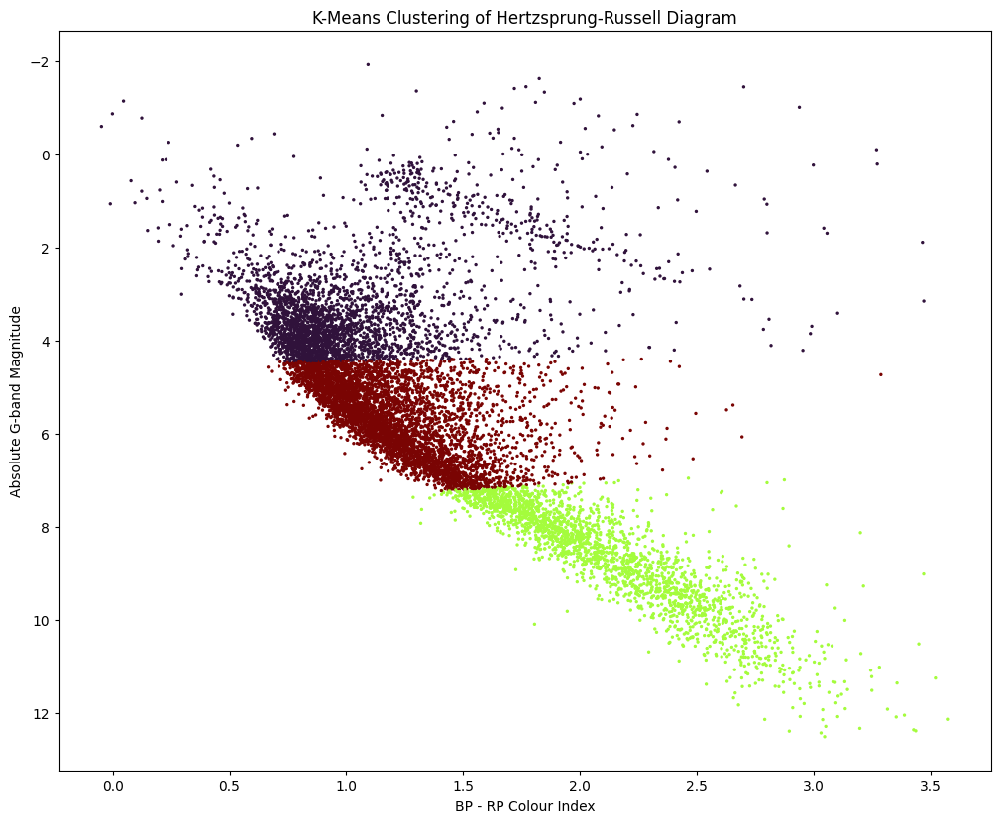 K-Means Clustering of Hertzsprung-Russell Diagram
Absolute G-band Magnitude
−2
0
2
4
6
8
10
12
0.0 0.5 1.0 1.5 2.0 2.5 3.0 3.5
BP - RP Colour Index